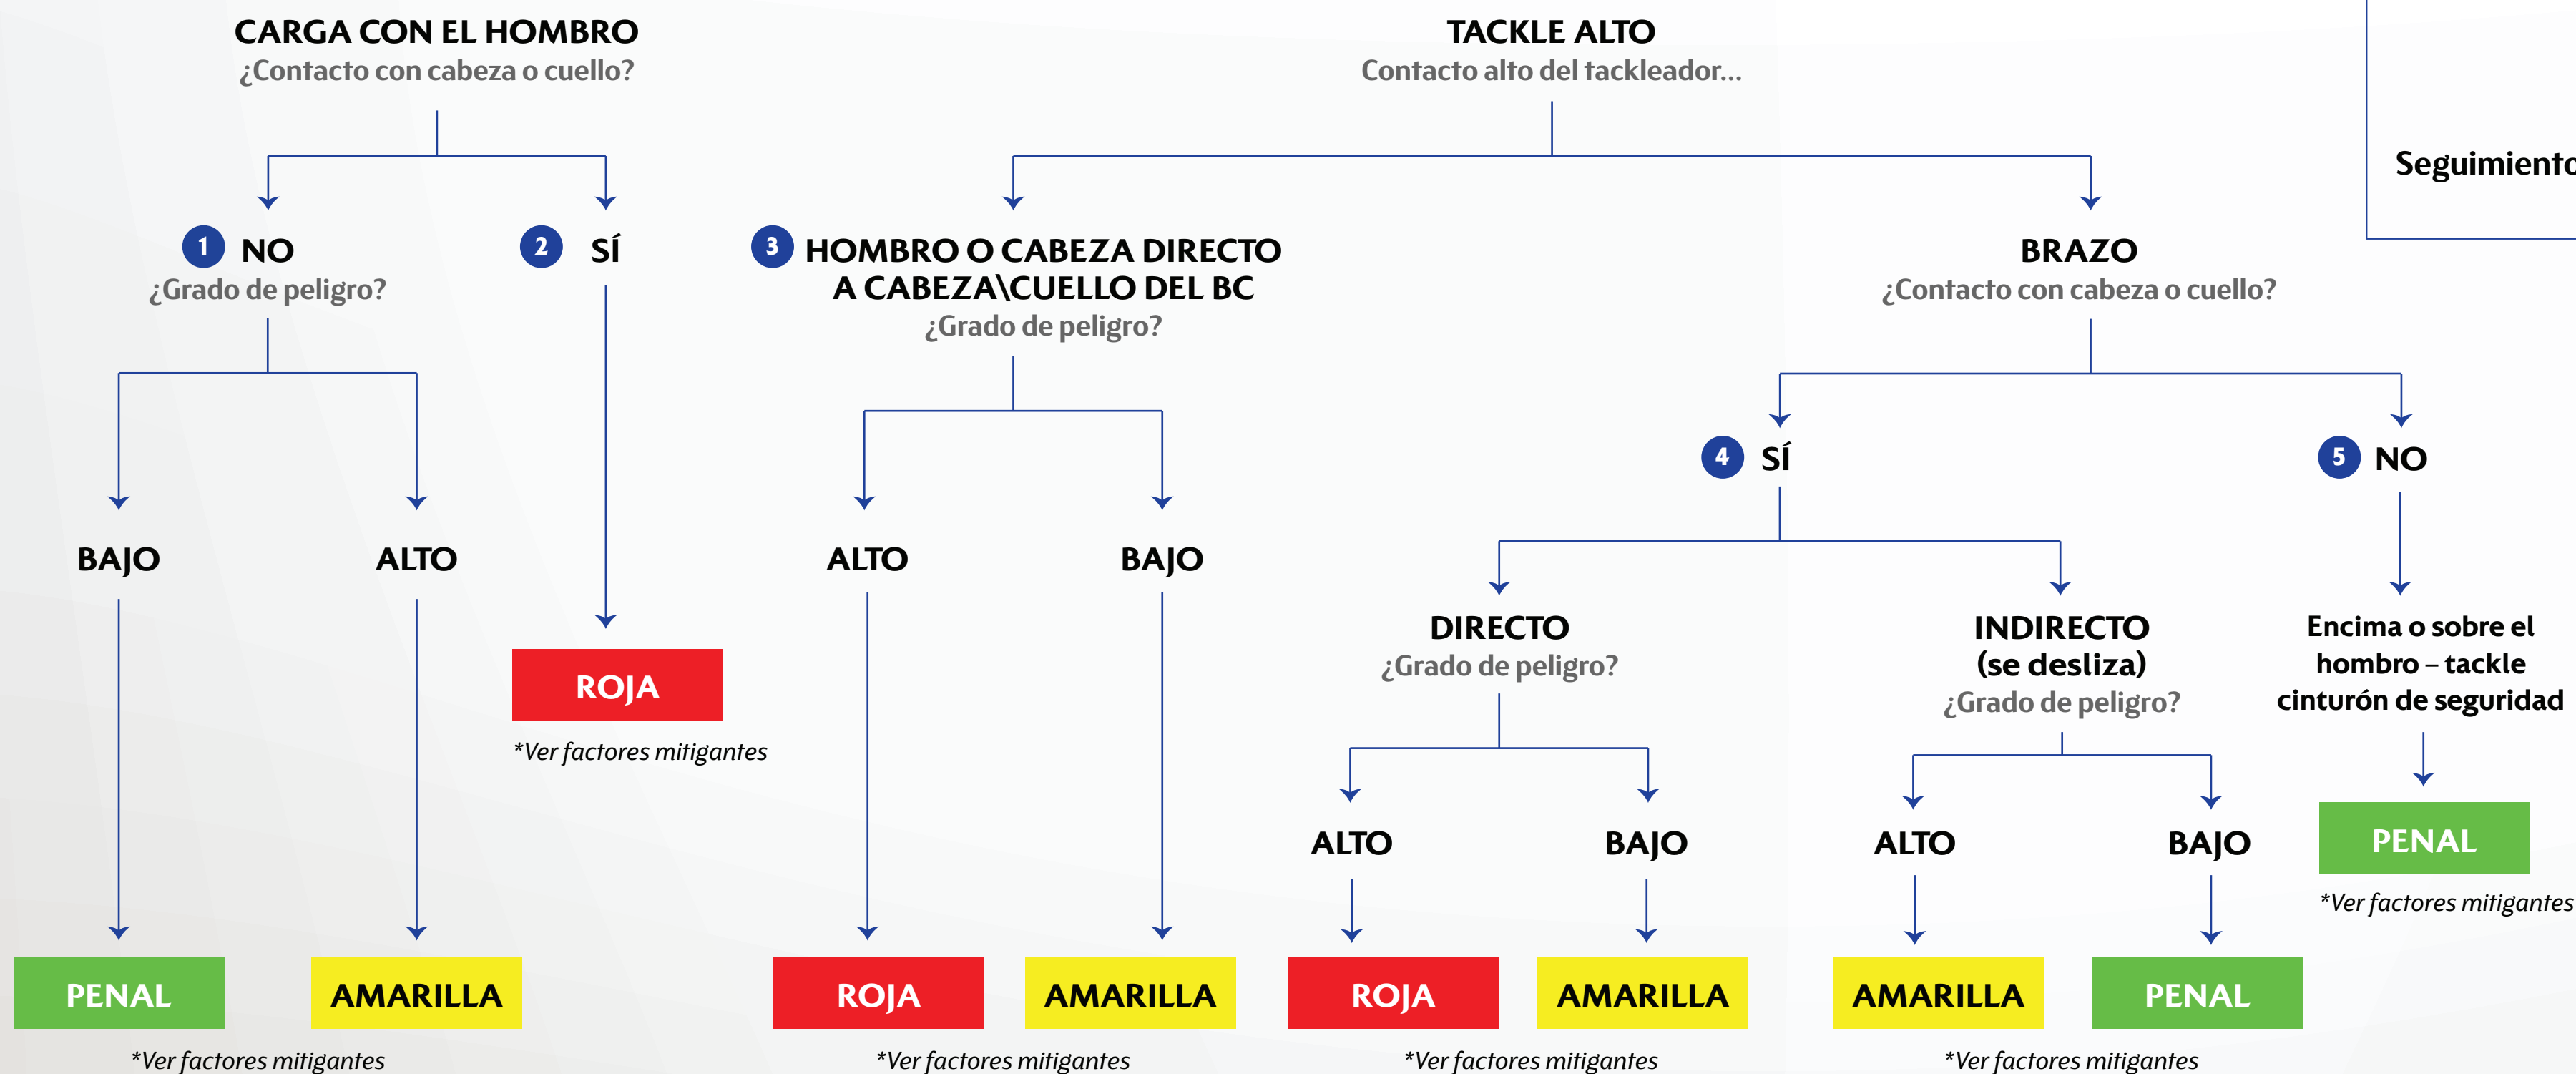 CARGA CON EL HOMBRO
¿Contacto con cabeza o cuello?
1 NO
¿Grado de peligro?
BAJO
ALTO
PENAL
AMARILLA
*Ver factores mitigantes
2 SÍ
ROJA
*Ver factores mitigantes
TACKLE ALTO
Contacto alto del tackleador...
3 HOMBRO O CABEZA DIRECTO
A CABEZA\CUELLO DEL BC
¿Grado de peligro?
ALTO
BAJO
ROJA
AMARILLA
*Ver factores mitigantes
BRAZO
¿Contacto con cabeza o cuello?
4 SÍ
DIRECTO
¿Grado de peligro?
ALTO
BAJO
ROJA
AMARILLA
*Ver factores mitigantes
INDIRECTO
(se desliza)
¿Grado de peligro?
ALTO
BAJO
AMARILLA
PENAL
*Ver factores mitigantes
5 NO
Encima o sobre el
hombro – tackle
cinturón de seguridad
PENAL
*Ver factores mitigantes
Seguimiento